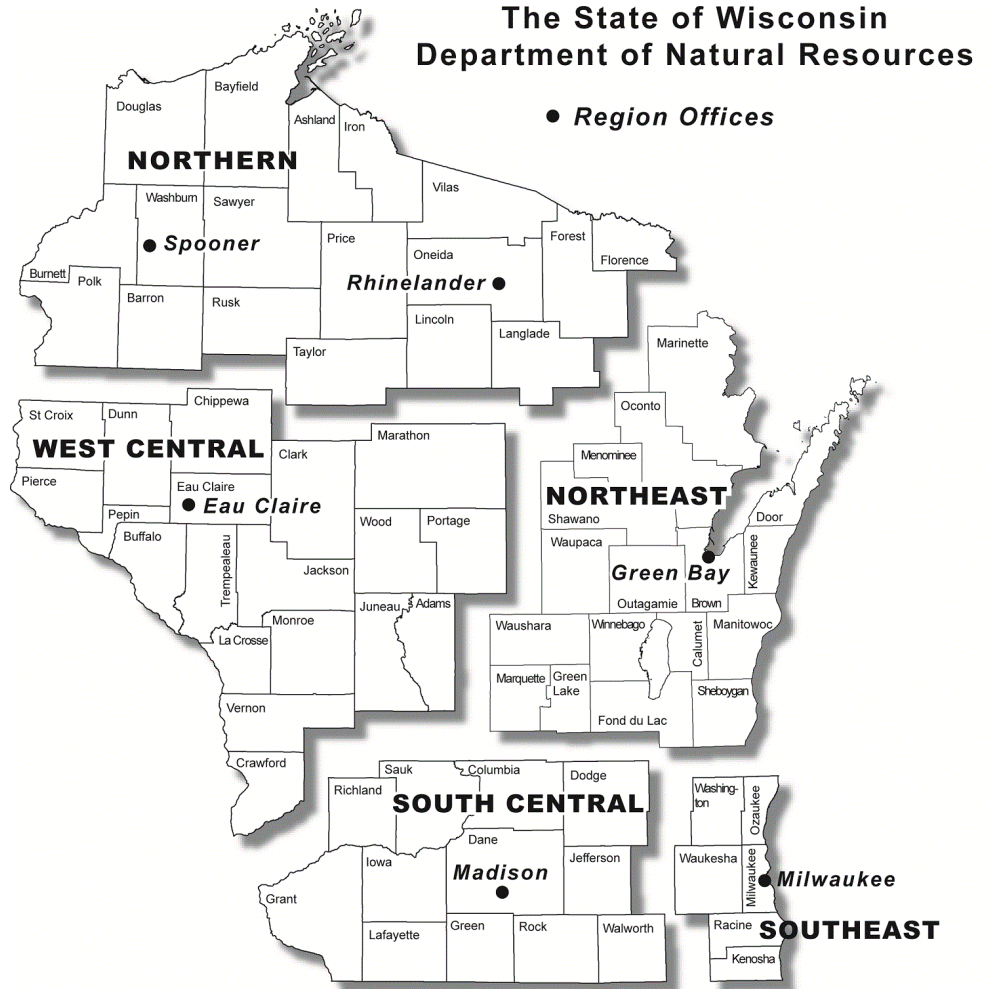 The State of Wisconsin
Department of Natural Resources
Region Offices
Douglas
Bayfield
Ashland
Iron
NORTHERN
Vilas
Washburn
Sawyer
Spooner
Price
Forest
Oneida
Florence
Burnett
Polk
Rhinelander
Barron
Rusk
Lincoln
Langlade
Taylor
Marinette
Chippewa
St Croix
Dunn
Oconto
WEST CENTRAL
Marathon
Clark
Menominee
Pierce
Eau Claire
Eau Claire
NORTHEAST
Pepin
Wood
Portage
Shawano
Door
Buffalo
Trempealeau
Waupaca
Kewaunee
Jackson
Green Bay
Juneau
Adams
Outagamie
Brown
Monroe
La Crosse
Waushara
Winnebago
Calumet
Manitowoc
Marquette
Green
Lake
Sheboygan
Vernon
Fond du Lac
Crawford
Sauk
Columbia
Dodge
Richland
SOUTH CENTRAL
Washing-
ton
Ozaukee
Dane
Iowa
Jefferson
Waukesha
Milwaukee
Madison
Milwaukee
Grant
Lafayette
Green
Rock
Walworth
Racine
SOUTHEAST
Kenosha